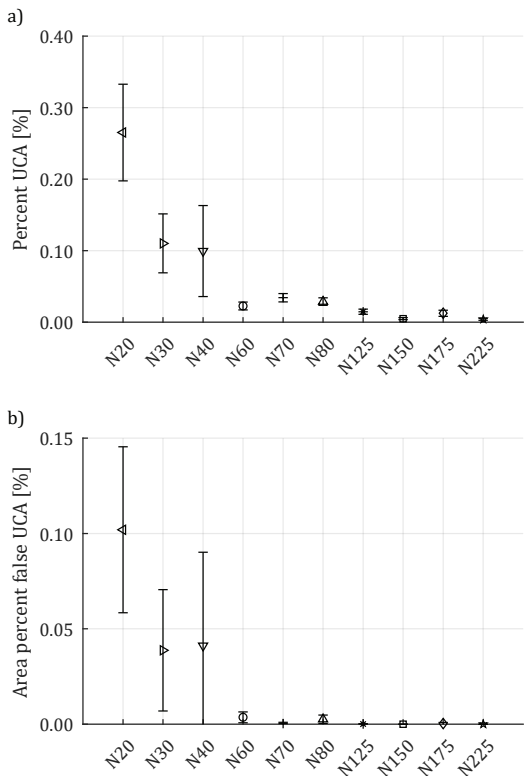 a)
Percent UCA [%]
0.40
0.30
0.20
0.10
0.00
N20
N30
N40
N60
N70
N80
N125
N150
N175
N225
b)
Area percent false UCA [%]
0.15
0.10
0.05
0.00
N20
N30
N40
N60
N70
N80
N125
N150
N175
N225